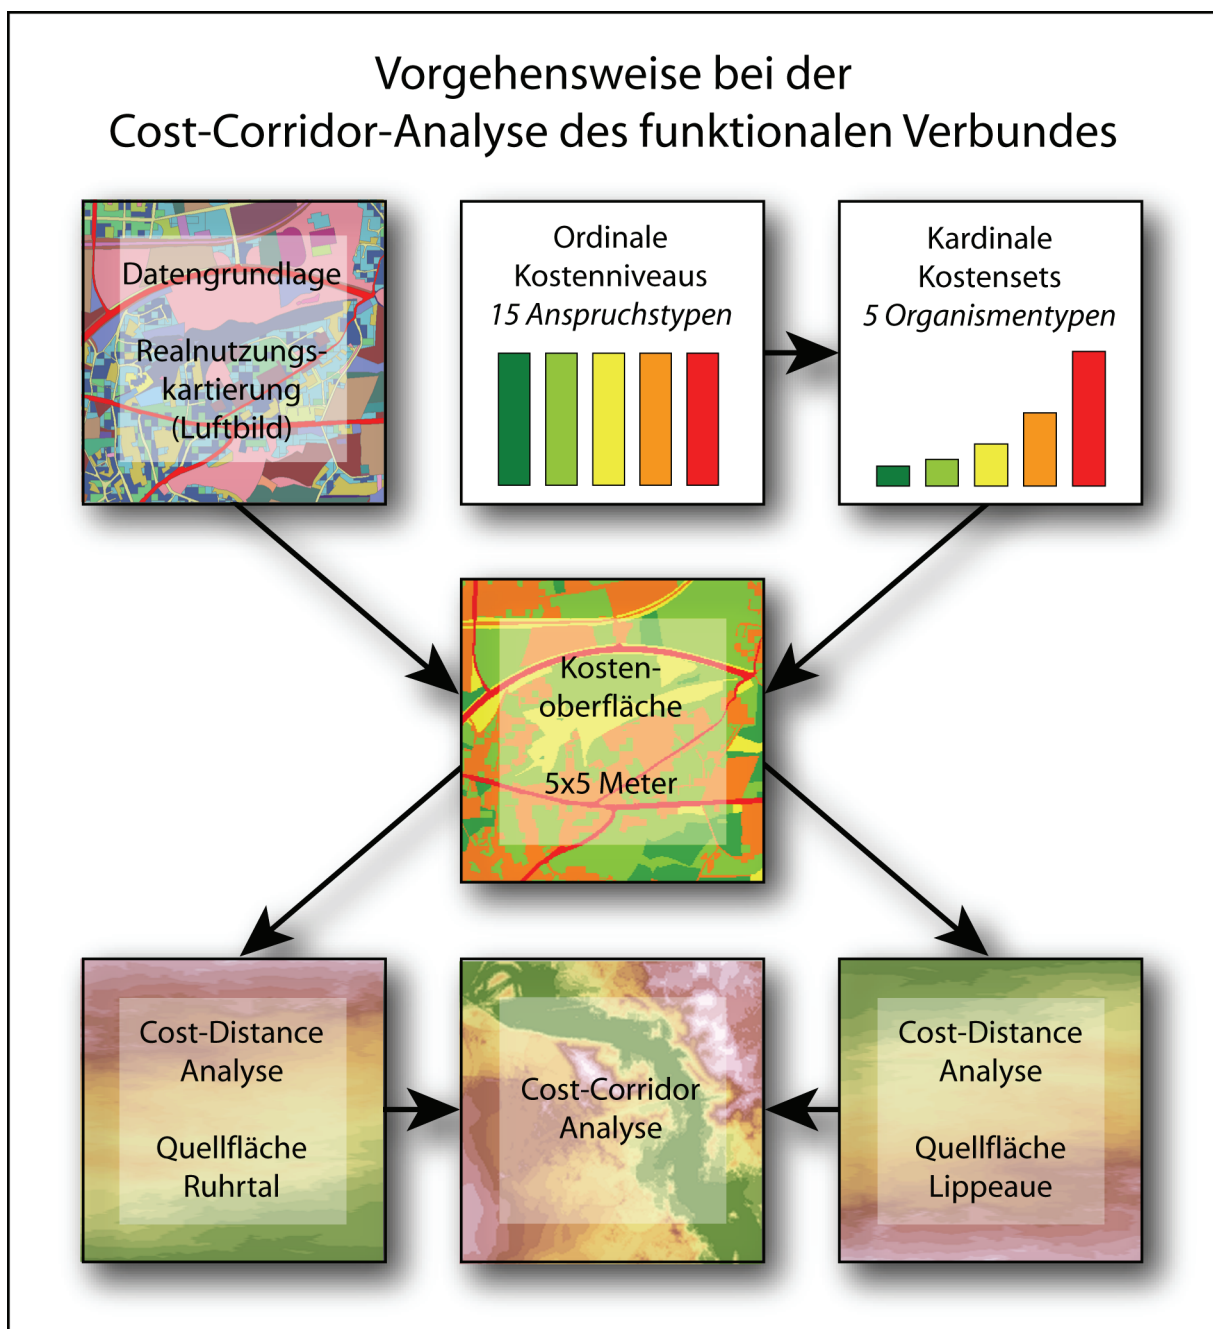 Vorgehensweise bei der
Cost-Corridor-Analyse des funktionalen Verbundes
Datengrundlage
Realnutzungs-
kartierung
(Luftbild)
Ordinale
Kostenniveaus
15 Anspruchstypen
Kardinale
Kostensets
5 Organismentypen
Kosten-
oberfläche
5x5 Meter
Cost-Distance
Analyse
Quellfläche
Ruhrtal
Cost-Corridor
Analyse
Cost-Distance
Analyse
Quellfläche
Lippeaue